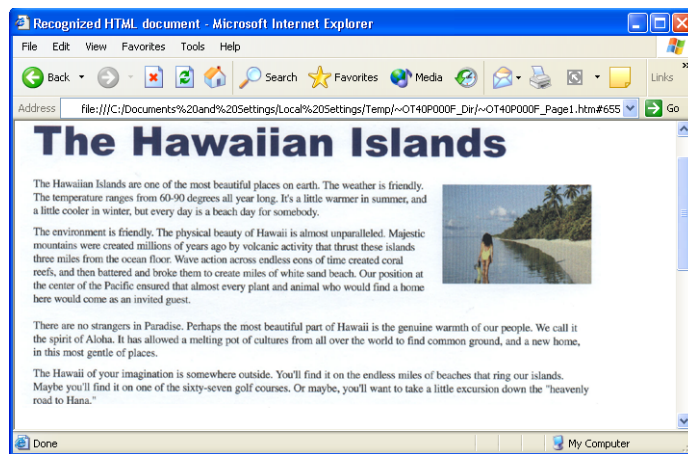 Recognized HTML document - Microsoft Internet Explorer
File Edit View Favorites Tools Help
Back Search Favorites Media Links »
Address file:///C:/Documents%20and%20Settings/Local%20Settings/Temp/~OT40P000F_Dir/~OT40P000F_Page1.htm#655 Go
The Hawaiian Islands
The Hawaiian Islands are one of the most beautiful places on earth. The weather is friendly.
The temperature ranges from 60-90 degrees all year long. It's a little warmer in summer, and
a little cooler in winter, but every day is a beach day for somebody.
The environment is friendly. The physical beauty of Hawaii is almost unparalleled. Majestic
mountains were created millions of years ago by volcanic activity that thrust these islands
three miles from the ocean floor. Wave action across endless eons of time created coral
reefs, and then battered and broke them to create miles of white sand beach. Our position at
the center of the Pacific ensured that almost every plant and animal who would find a home
here would come as an invited guest.
There are no strangers in Paradise. Perhaps the most beautiful part of Hawaii is the genuine warmth of our people. We call it
the spirit of Aloha. It has allowed a melting pot of cultures from all over the world to find common ground, and a new home,
in this most gentle of places.
The Hawaii of your imagination is somewhere outside. You'll find it on the endless miles of beaches that ring our islands.
Maybe you'll find it on one of the sixty-seven golf courses. Or maybe, you'll want to take a little excursion down the "heavenly
road to Hana."
Done My Computer